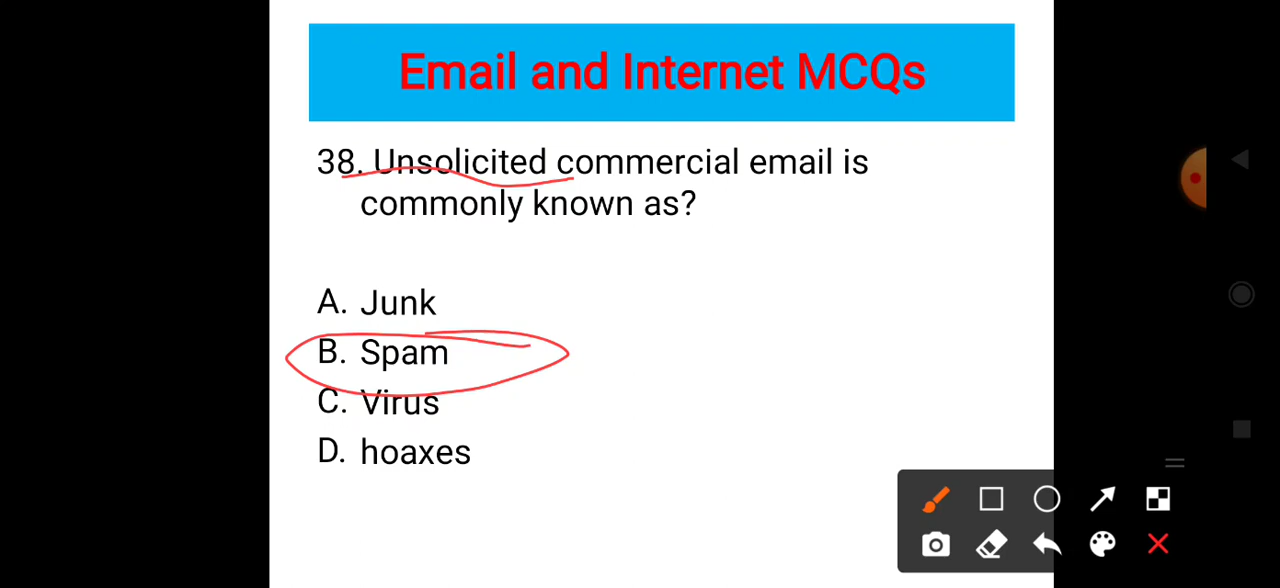 Email and Internet MCQs
38. Unsolicited commercial email is
commonly known as?
A. Junk
B. Spam
C. Virus
D. hoaxes